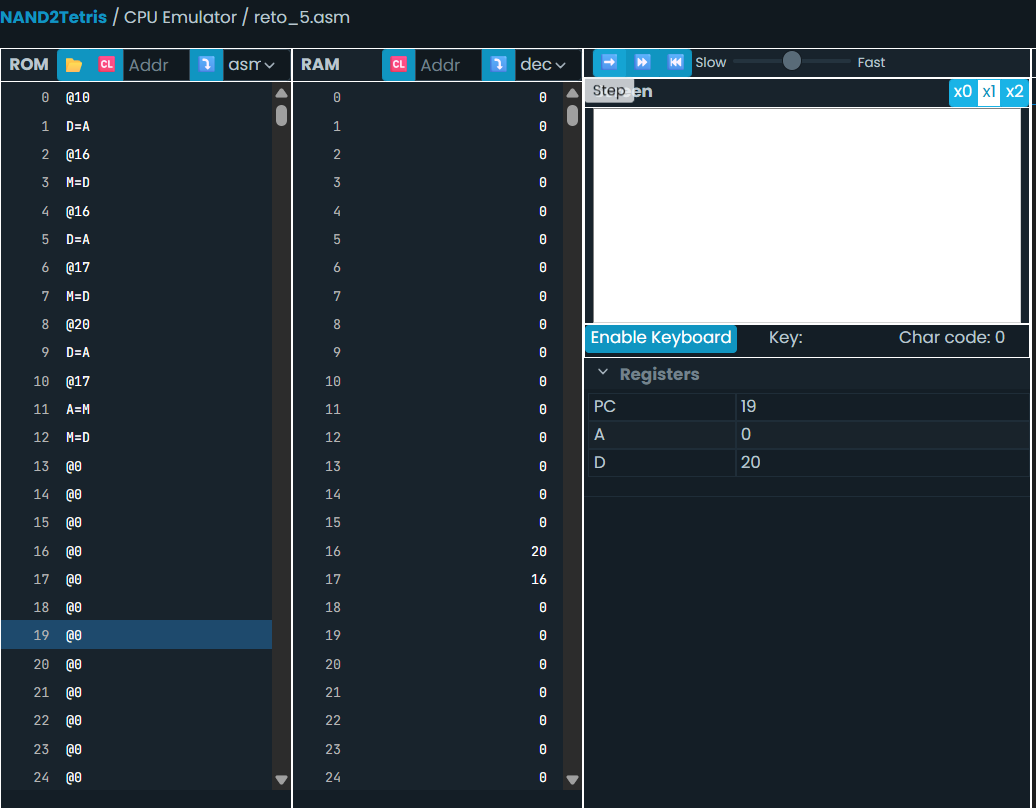 NAND2Tetris / CPU Emulator / reto_5.asm
ROM CL Addr asm
0 @10
1 D=A
2 @16
3 M=D
4 @16
5 D=A
6 @17
7 M=D
8 @20
9 D=A
10 @17
11 A=M
12 M=D
13 @0
14 @0
15 @0
16 @0
17 @0
18 @0
19 @0
20 @0
21 @0
22 @0
23 @0
24 @0
RAM CL Addr dec
0 0
1 0
2 0
3 0
4 0
5 0
6 0
7 0
8 0
9 0
10 0
11 0
12 0
13 0
14 0
15 0
16 20
17 16
18 0
19 0
20 0
21 0
22 0
23 0
24 0
Slow Fast
Step en x0 x1 x2
Enable Keyboard Key: Char code: 0
Registers
PC 19
A 0
D 20